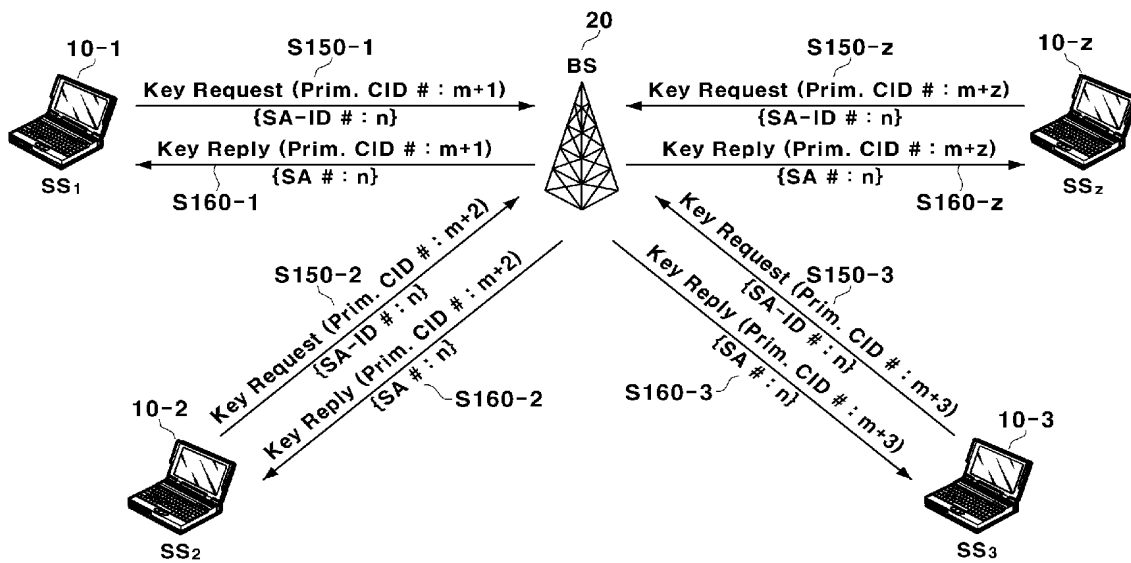 20
10-1
S150-1
BS
S150-z
10-z
Key Request (Prim. CID # : m+1)
{SA-ID # : n}
Key Reply (Prim. CID # : m+1)
{SA # : n}
S160-1
SS1
Key Request (Prim. CID # : m+z)
{SA-ID # : n}
Key Reply (Prim. CID # : m+z)
{SA # : n}
S160-z
SSz
S150-2
Key Request (Prim. CID # : m+2)
{SA-ID # : n}
Key Reply (Prim. CID # : m+2)
{SA # : n}
S160-2
10-2
SS2
S150-3
Key Request (Prim. CID # : m+3)
{SA-ID # : n}
Key Reply (Prim. CID # : m+3)
{SA # : n}
S160-3
10-3
SS3